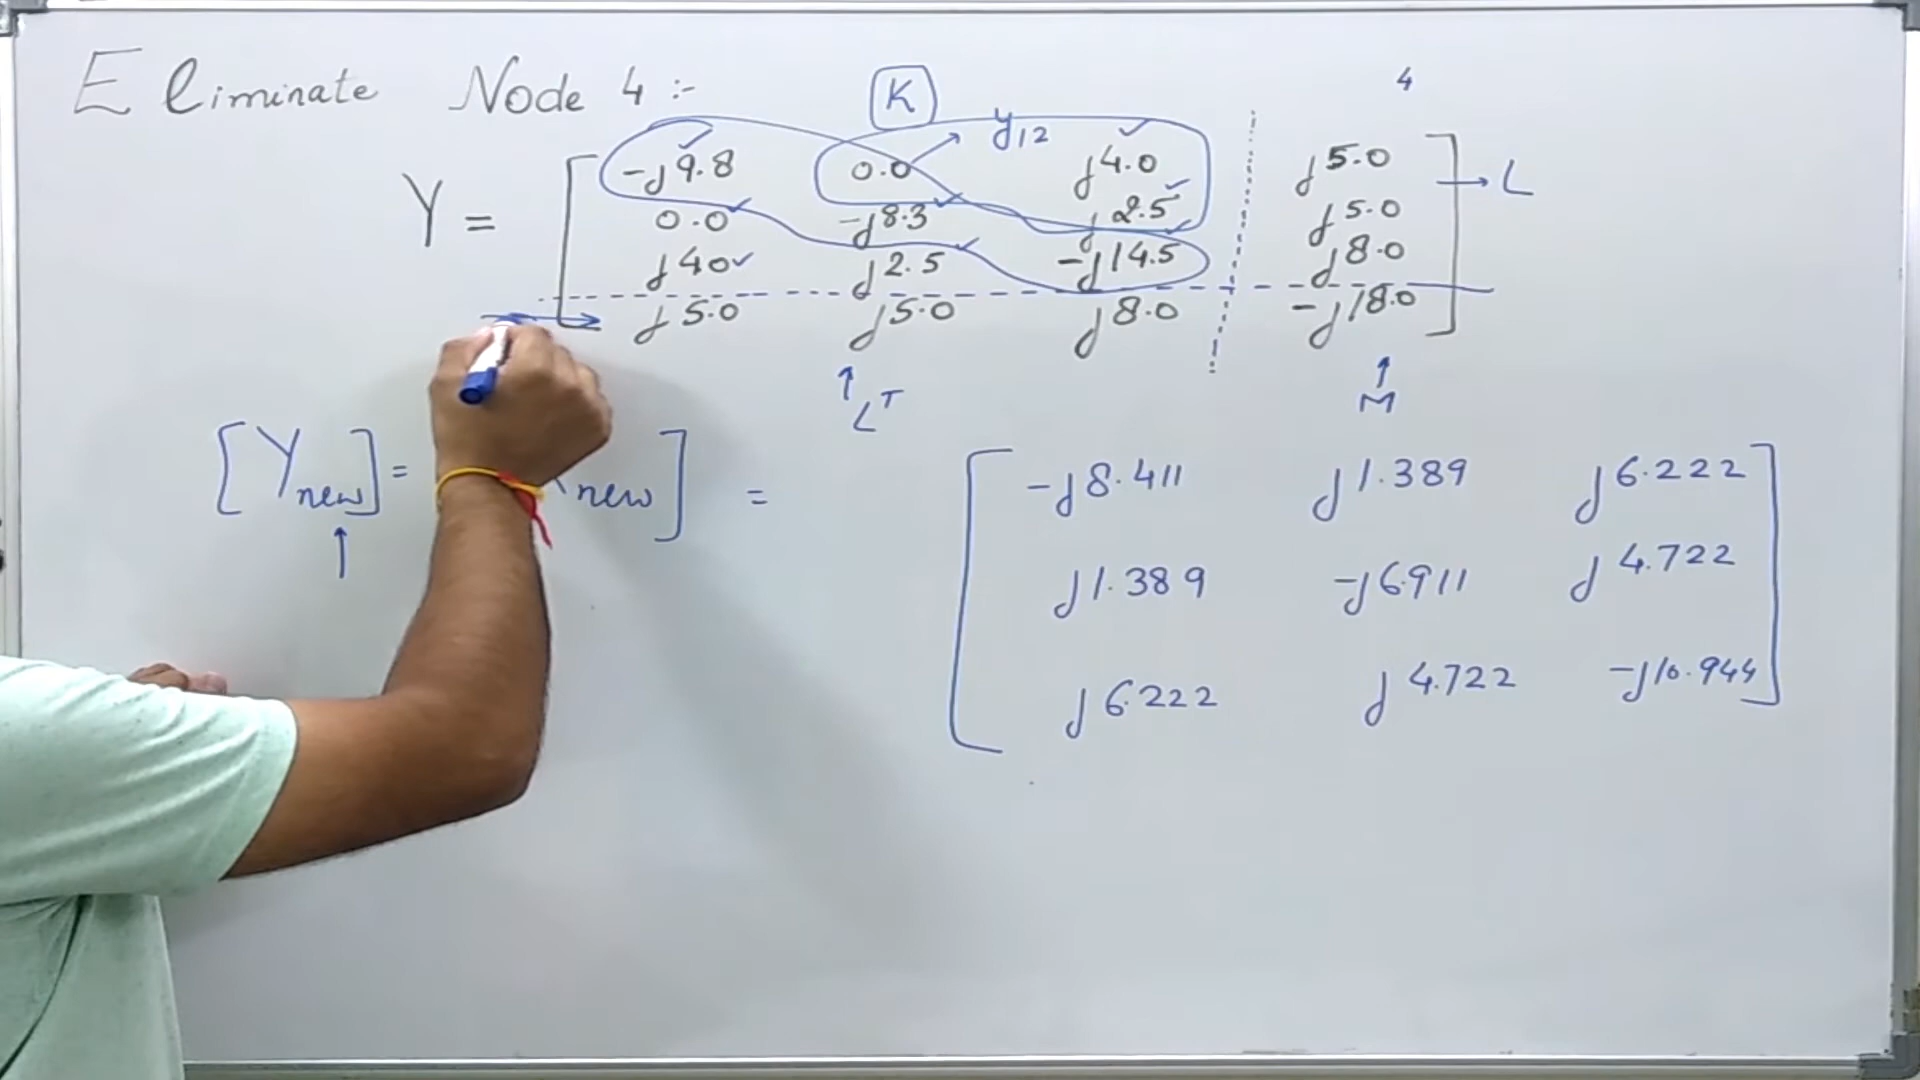 Eliminate Node 4 :-
K
4
y12
Y = [ -j9.8 0.0 j4.0 j5.0 ] → L
0.0 -j8.3 j2.5 j5.0
j40 j2.5 -j14.5 j8.0
j5.0 j5.0 j8.0 -j18.0
↑ LT
↑ M
[Ynew] = new] =
[ -j8.411 j1.389 j6.222 ]
j1.389 -j6.911 j4.722
j6.222 j4.722 -j10.944